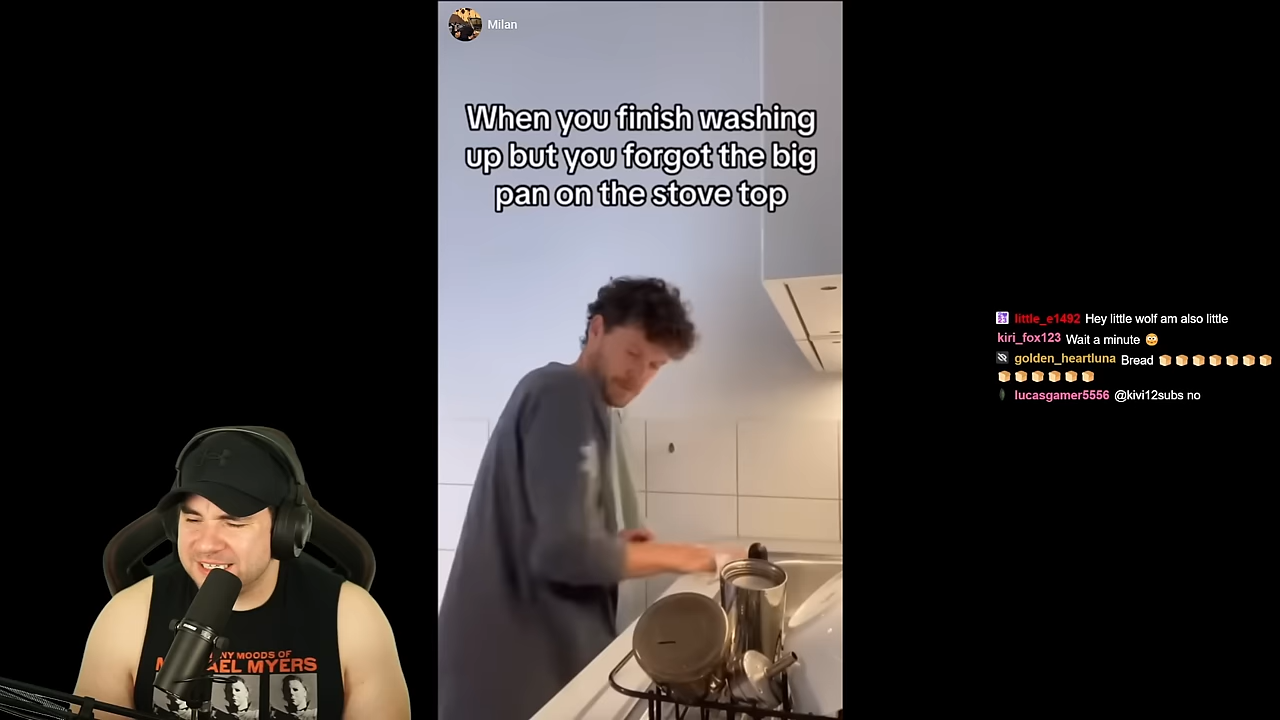 Milan
When you finish washing
up but you forgot the big
pan on the stove top
little_e1492 Hey little wolf am also little
kiri_fox123 Wait a minute 😳
golden_heartluna Bread 🍞🍞🍞🍞🍞🍞🍞
🍞🍞🍞🍞🍞🍞
lucasgamer5556 @kivi12subs no
MOODS OF
MYERS